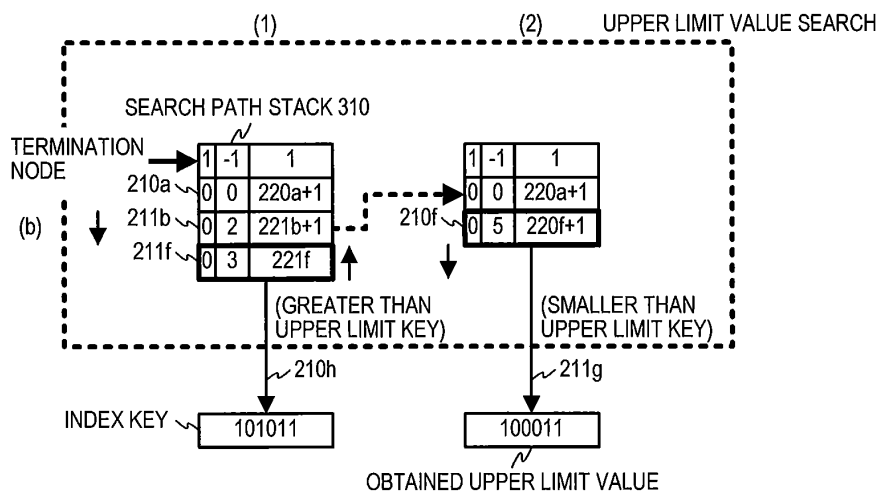 (1) (2) UPPER LIMIT VALUE SEARCH
SEARCH PATH STACK 310
TERMINATION
NODE
1 -1 1
210a 0 0 220a+1
(b) 211b 0 2 221b+1
211f 0 3 221f
1 -1 1
0 0 220a+1
210f 0 5 220f+1
(GREATER THAN
UPPER LIMIT KEY)
(SMALLER THAN
UPPER LIMIT KEY)
210h
211g
INDEX KEY 101011
100011
OBTAINED UPPER LIMIT VALUE